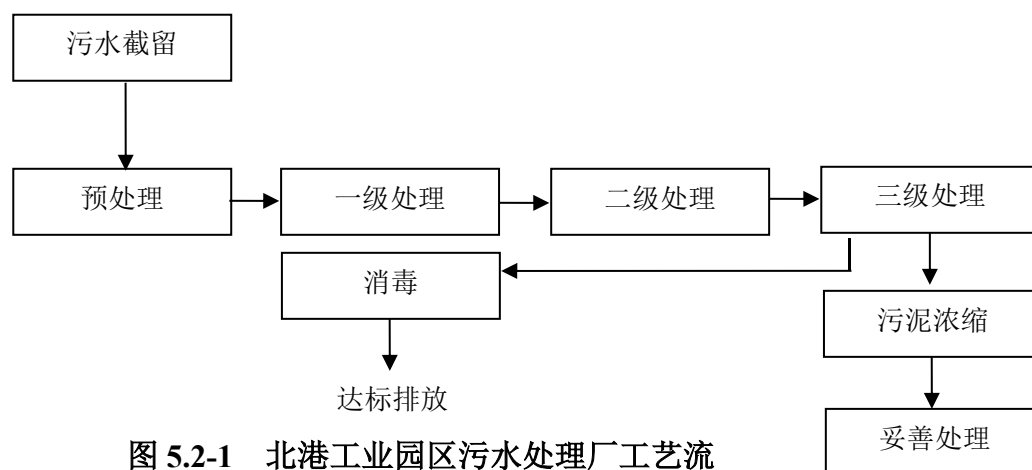 污水截留
预处理
一级处理
二级处理
三级处理
消毒
污泥浓缩
达标排放
妥善处理
图 5.2-1 北港工业园区污水处理厂工艺流